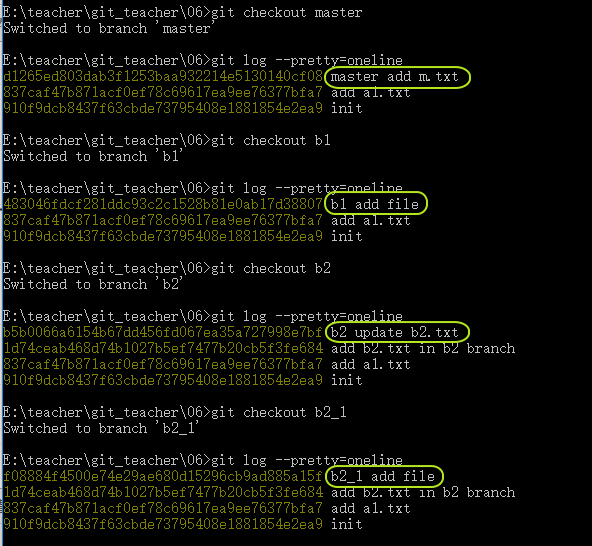 E:\teacher\git_teacher\06>git checkout master
Switched to branch 'master'
E:\teacher\git_teacher\06>git log --pretty=oneline
d1265ed803dab3f1253baa932214e5130140cf08 master add m.txt
837caf47b871acf0ef78c69617ea9ee76377bfa7 add a1.txt
910f9dcb8437f63cbde73795408e1881854e2ea9 init
E:\teacher\git_teacher\06>git checkout b1
Switched to branch 'b1'
E:\teacher\git_teacher\06>git log --pretty=oneline
483046fdcf281ddc93c2c1528b81e0ab17d38807 b1 add file
837caf47b871acf0ef78c69617ea9ee76377bfa7 add a1.txt
910f9dcb8437f63cbde73795408e1881854e2ea9 init
E:\teacher\git_teacher\06>git checkout b2
Switched to branch 'b2'
E:\teacher\git_teacher\06>git log --pretty=oneline
b5b0066a6154b67dd456fd067ea35a727998e7bf b2 update b2.txt
1d74ceab468d74b1027b5ef7477b20cb5f3fe684 add b2.txt in b2 branch
837caf47b871acf0ef78c69617ea9ee76377bfa7 add a1.txt
910f9dcb8437f63cbde73795408e1881854e2ea9 init
E:\teacher\git_teacher\06>git checkout b2_1
Switched to branch 'b2_1'
E:\teacher\git_teacher\06>git log --pretty=oneline
f08884f4500e74e29ae680d15296cb9ad885a15f b2_1 add file
1d74ceab468d74b1027b5ef7477b20cb5f3fe684 add b2.txt in b2 branch
837caf47b871acf0ef78c69617ea9ee76377bfa7 add a1.txt
910f9dcb8437f63cbde73795408e1881854e2ea9 init